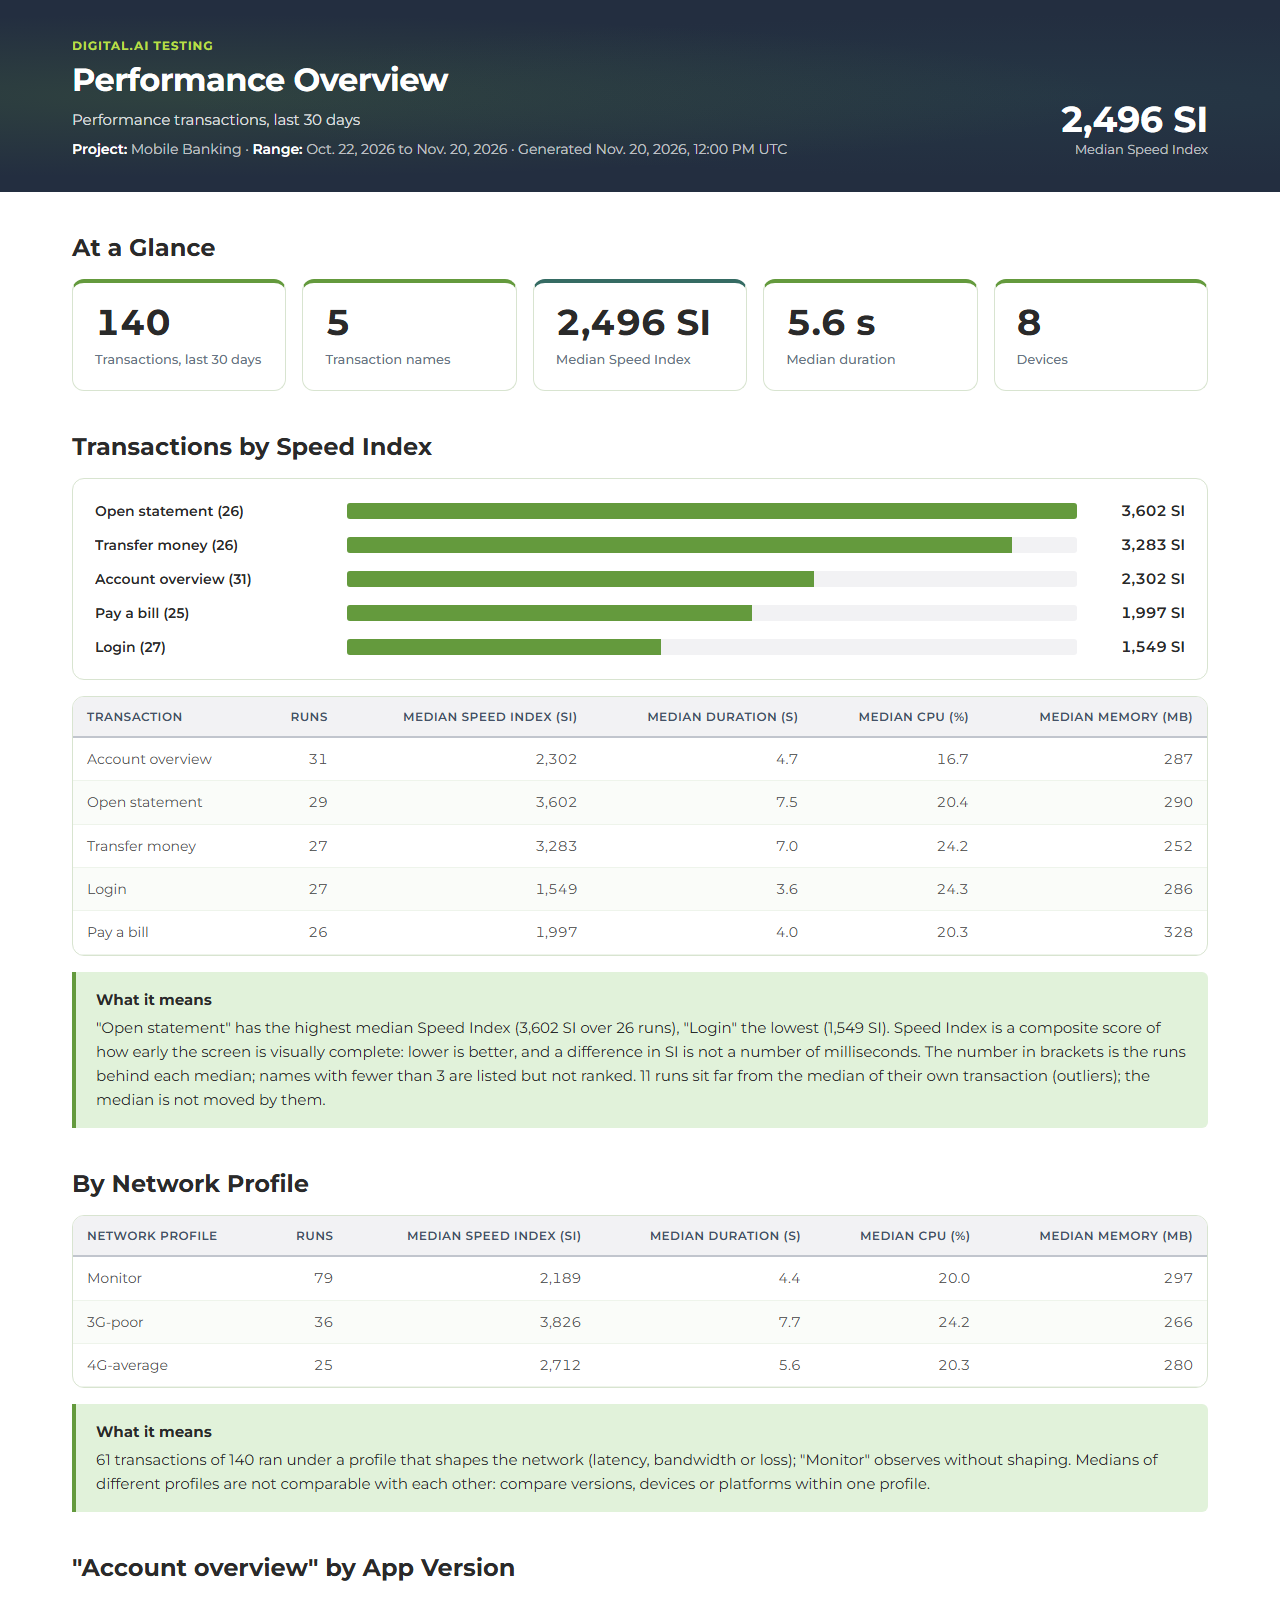 DIGITAL.AI TESTING
Performance Overview
Performance transactions, last 30 days
Project: Mobile Banking · Range: Oct. 22, 2026 to Nov. 20, 2026 · Generated Nov. 20, 2026, 12:00 PM UTC
2,496 SI
Median Speed Index
At a Glance
140
Transactions, last 30 days
5
Transaction names
2,496 SI
Median Speed Index
5.6 s
Median duration
8
Devices
Transactions by Speed Index
Open statement (26) 3,602 SI
Transfer money (26) 3,283 SI
Account overview (31) 2,302 SI
Pay a bill (25) 1,997 SI
Login (27) 1,549 SI
TRANSACTION RUNS MEDIAN SPEED INDEX (SI) MEDIAN DURATION (S) MEDIAN CPU (%) MEDIAN MEMORY (MB)
Account overview 31 2,302 4.7 16.7 287
Open statement 29 3,602 7.5 20.4 290
Transfer money 27 3,283 7.0 24.2 252
Login 27 1,549 3.6 24.3 286
Pay a bill 26 1,997 4.0 20.3 328
What it means
"Open statement" has the highest median Speed Index (3,602 SI over 26 runs), "Login" the lowest (1,549 SI). Speed Index is a composite score of
how early the screen is visually complete: lower is better, and a difference in SI is not a number of milliseconds. The number in brackets is the runs
behind each median; names with fewer than 3 are listed but not ranked. 11 runs sit far from the median of their own transaction (outliers); the
median is not moved by them.
By Network Profile
NETWORK PROFILE RUNS MEDIAN SPEED INDEX (SI) MEDIAN DURATION (S) MEDIAN CPU (%) MEDIAN MEMORY (MB)
Monitor 79 2,189 4.4 20.0 297
3G-poor 36 3,826 7.7 24.2 266
4G-average 25 2,712 5.6 20.3 280
What it means
61 transactions of 140 ran under a profile that shapes the network (latency, bandwidth or loss); "Monitor" observes without shaping. Medians of
different profiles are not comparable with each other: compare versions, devices or platforms within one profile.
"Account overview" by App Version